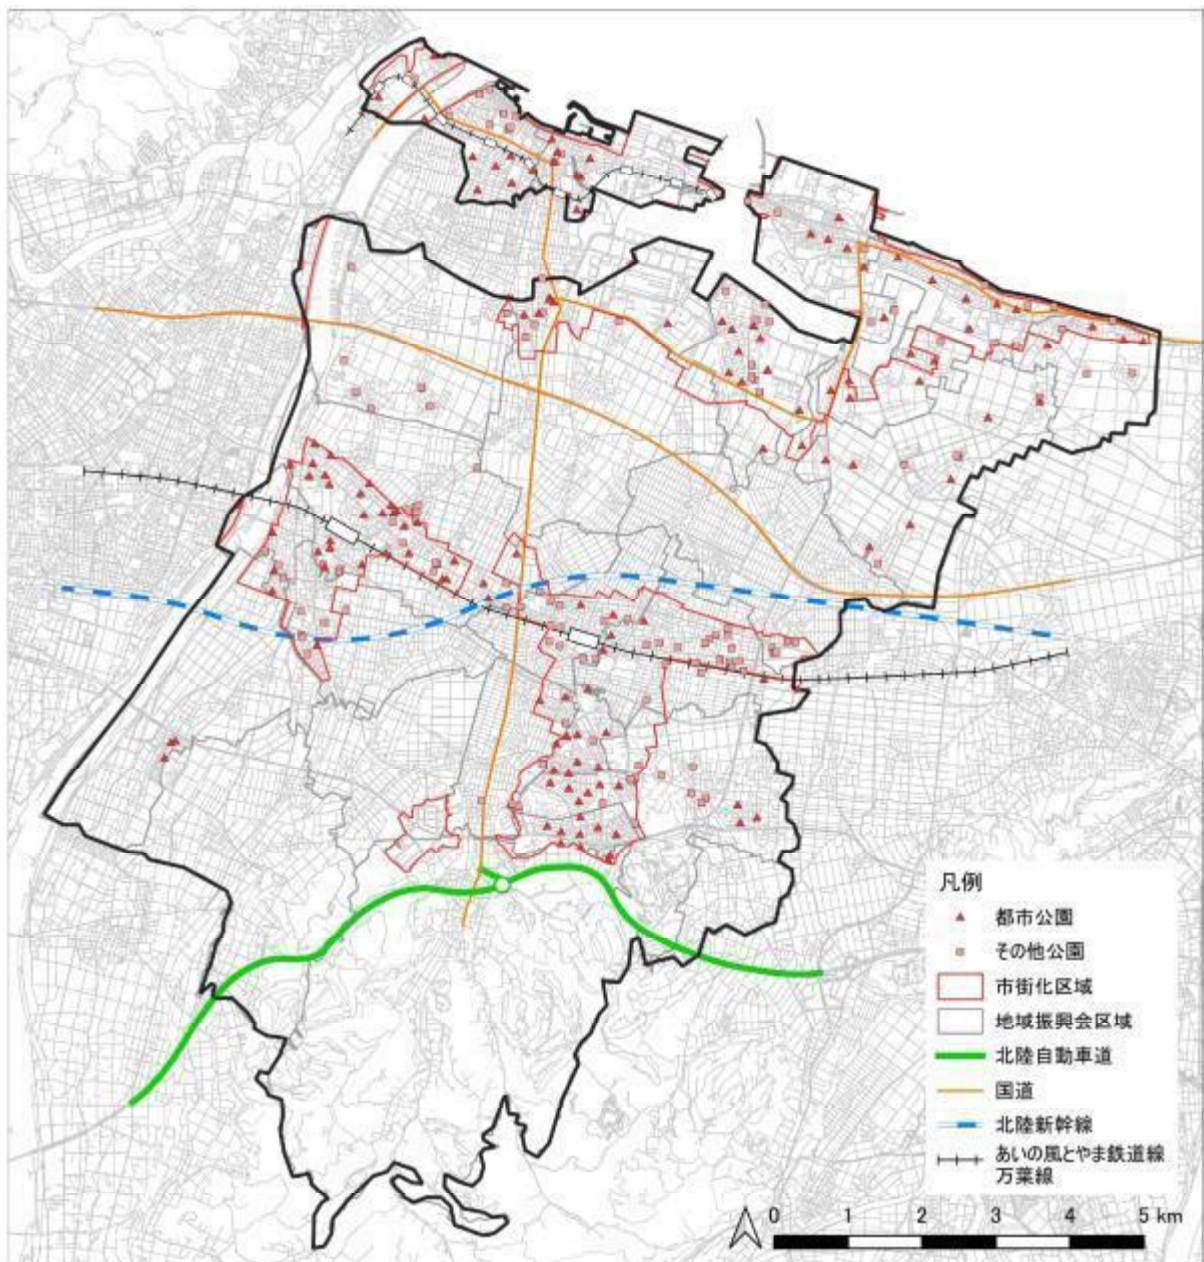 凡例
都市公園
その他公園
市街化区域
地域振興会区域
北陸自動車道
国道
北陸新幹線
あいの風とやま鉄道線
万葉線
0 1 2 3 4 5 km